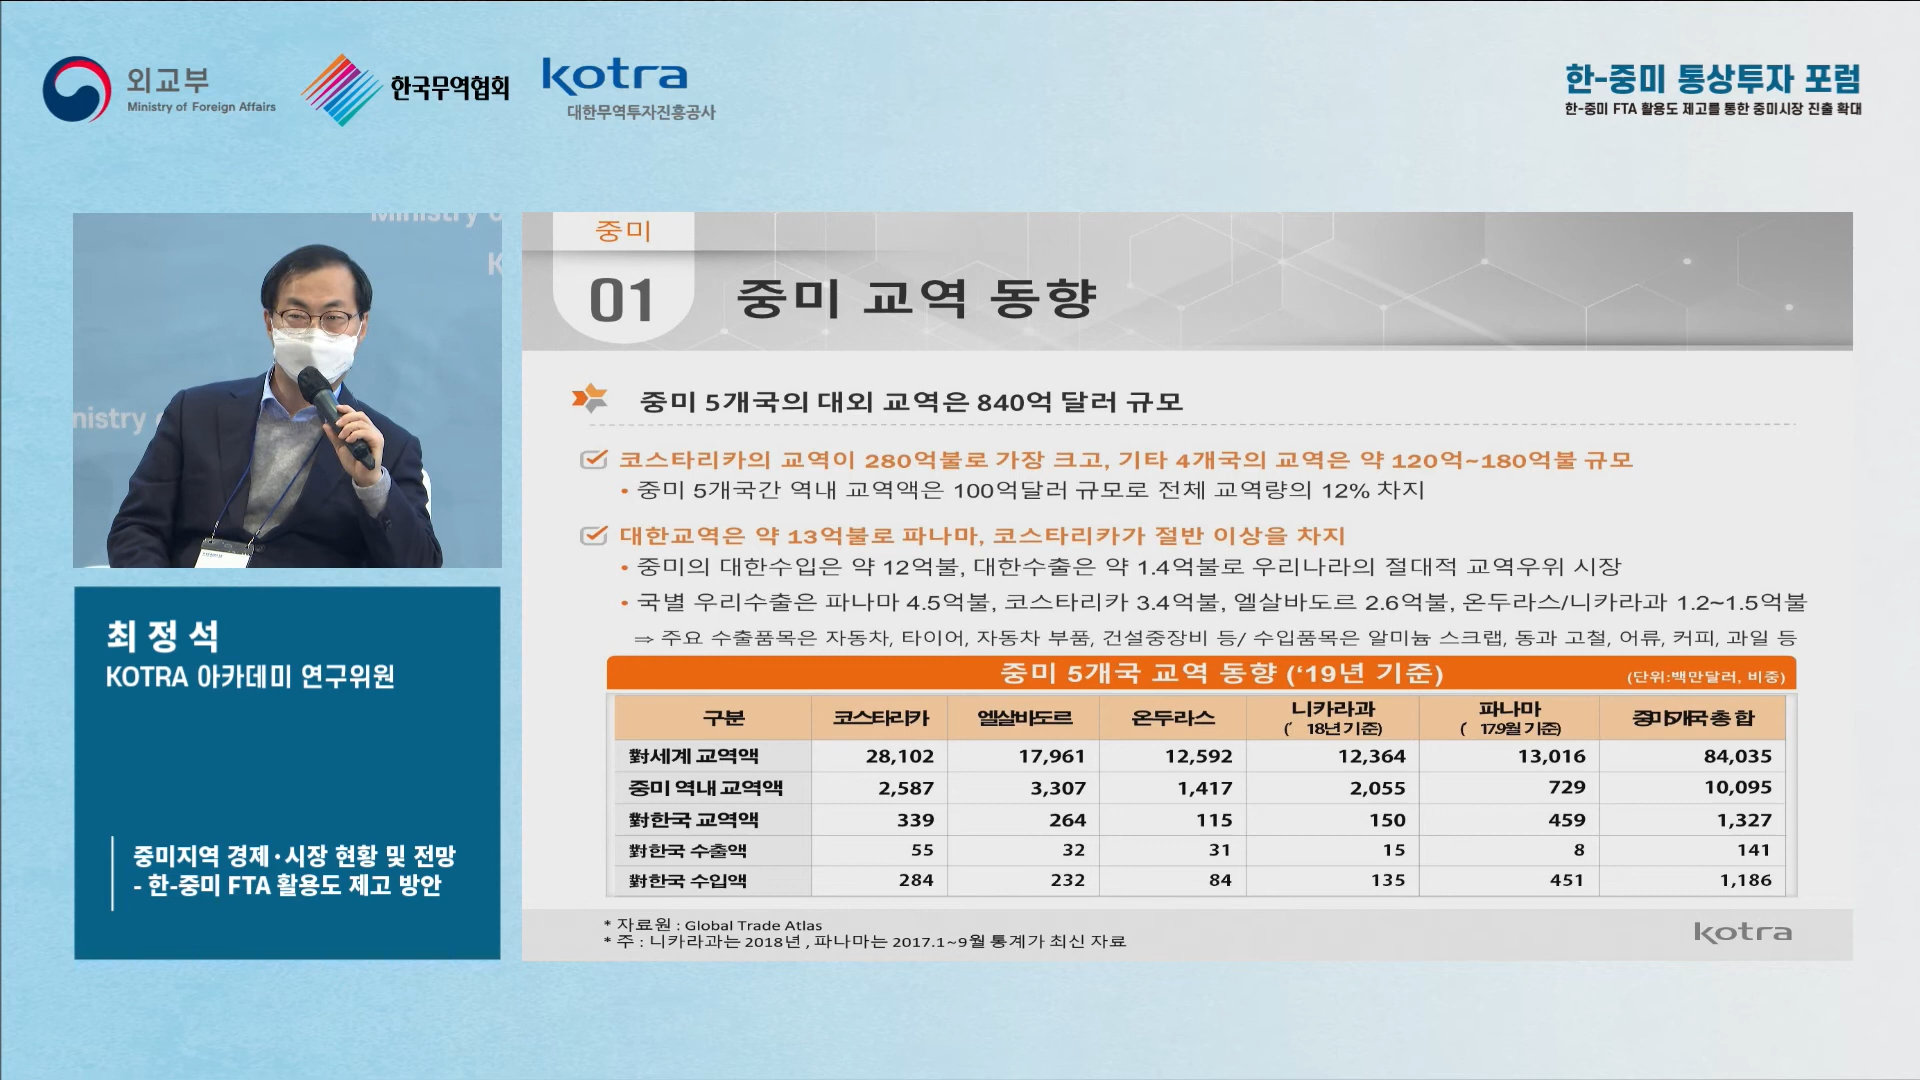 외교부
Ministry of Foreign Affairs
한국무역협회
kotra
대한무역투자진흥공사
한-중미 통상투자 포럼
한-중미 FTA 활용도 제고를 통한 중미시장 진출 확대
Ministry o
K
nistry
최정석
KOTRA 아카데미 연구위원
중미지역 경제·시장 현황 및 전망
- 한-중미 FTA 활용도 제고 방안
중미
01 중미 교역 동향
중미 5개국의 대외 교역은 840억 달러 규모
코스타리카의 교역이 280억불로 가장 크고, 기타 4개국의 교역은 약 120억~180억불 규모
• 중미 5개국간 역내 교역액은 100억달러 규모로 전체 교역량의 12% 차지
대한교역은 약 13억불로 파나마, 코스타리카가 절반 이상을 차지
• 중미의 대한수입은 약 12억불, 대한수출은 약 1.4억불로 우리나라의 절대적 교역우위 시장
• 국별 우리수출은 파나마 4.5억불, 코스타리카 3.4억불, 엘살바도르 2.6억불, 온두라스/니카라과 1.2~1.5억불
⇒ 주요 수출품목은 자동차, 타이어, 자동차 부품, 건설중장비 등/ 수입품목은 알미늄 스크랩, 동과 고철, 어류, 커피, 과일 등
중미 5개국 교역 동향 (‘19년 기준) (단위:백만달러, 비중)
구분 코스타리카 엘살바도르 온두라스 니카라과 (’18년 기준) 파나마 (’17.9월 기준) 중미5개국 총 합
對세계 교역액 28,102 17,961 12,592 12,364 13,016 84,035
중미 역내 교역액 2,587 3,307 1,417 2,055 729 10,095
對한국 교역액 339 264 115 150 459 1,327
對한국 수출액 55 32 31 15 8 141
對한국 수입액 284 232 84 135 451 1,186
* 자료원 : Global Trade Atlas
* 주 : 니카라과는 2018년 , 파나마는 2017.1~9월 통계가 최신 자료
kotra